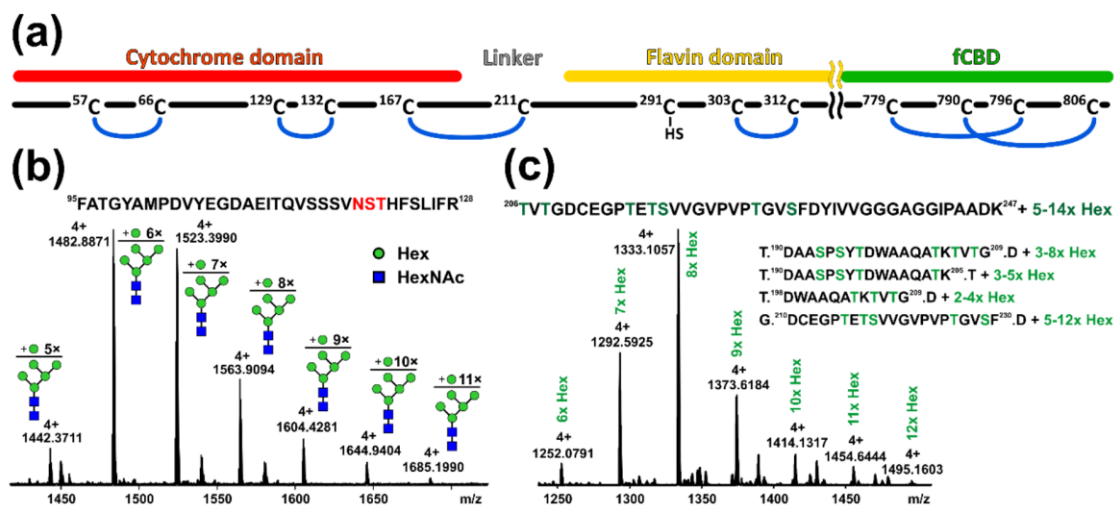 (a)
Cytochrome domain Linker Flavin domain fCBD
57C 66C 129C 132C 167C 211C 291C 303C 312C 779C 790C 796C 806C
HS
(b)
95FATGYAMPDVYEGDAEITQVSSSVNSTHFSLIFR128
4+
1482.8871
4+
1523.3990
+ 6×
+ 7×
+ 8×
Hex
HexNAc
4+
1563.9094
+ 5×
+ 9×
+10×
+11×
4+
1442.3711
4+
1604.4281
4+
1644.9404
4+
1685.1990
1450 1500 1550 1600 1650 m/z
(c)
206TVTGDCEGPTETSVVGVPVPTGVSFDYIVVGGGAGGIPAADK247+ 5-14x Hex
4+
1333.1057
8x Hex
T.190DAASPSYTDWAAQATKTVTG209.D + 3-8x Hex
T.190DAASPSYTDWAAQATK205.T + 3-5x Hex
T.198DWAAQATKTVTG209.D + 2-4x Hex
G.210DCEGPTETSVVGVPVPTGVSF230.D + 5-12x Hex
7x Hex
4+
1292.5925
9x Hex
4+
1373.6184
6x Hex
4+
1252.0791
10x Hex
4+
1414.1317
11x Hex
4+
1454.6444
12x Hex
4+
1495.1603
1250 1300 1350 1400 1450 m/z